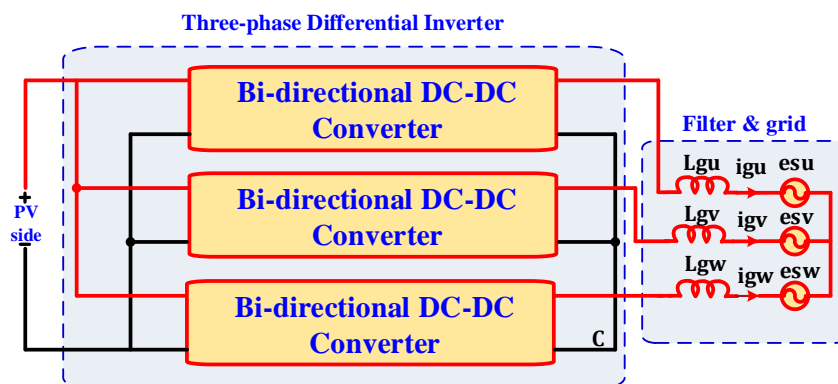 Three-phase Differential Inverter
Bi-directional DC-DC
Converter
Filter & grid
Lgu igu esu
+
PV
side
-
Bi-directional DC-DC
Converter
Lgv igv esv
Lgw igw esw
Bi-directional DC-DC
Converter
C